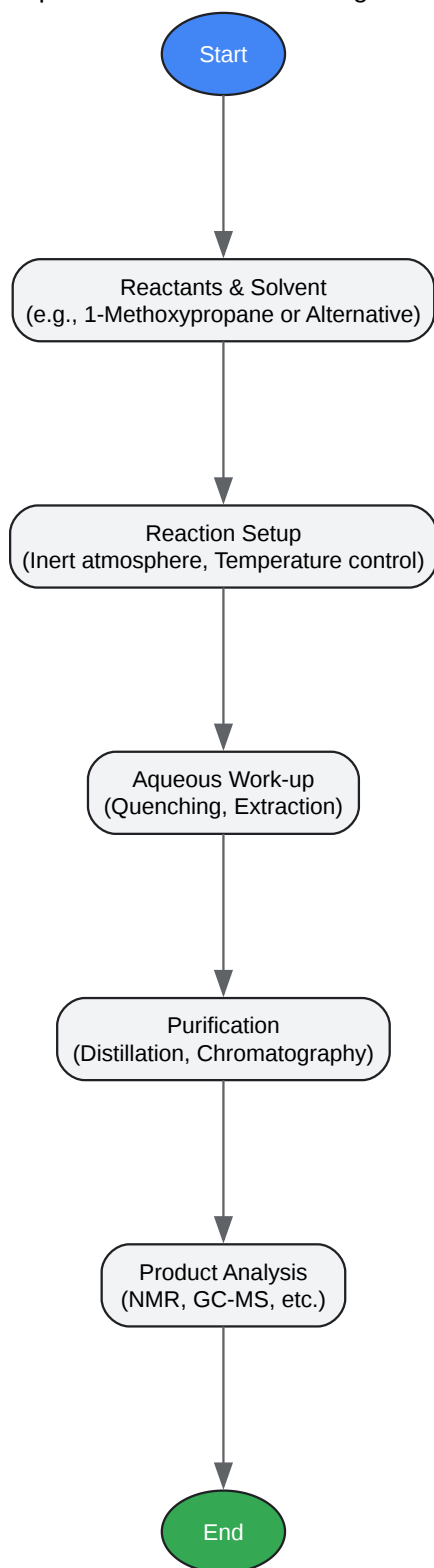 Start
Reactants & Solvent
(e.g., 1-Methoxypropane or Alternative)
Reaction Setup
(Inert atmosphere, Temperature control)
Aqueous Work-up
(Quenching, Extraction)
Purification
(Distillation, Chromatography)
Product Analysis
(NMR, GC-MS, etc.)
End